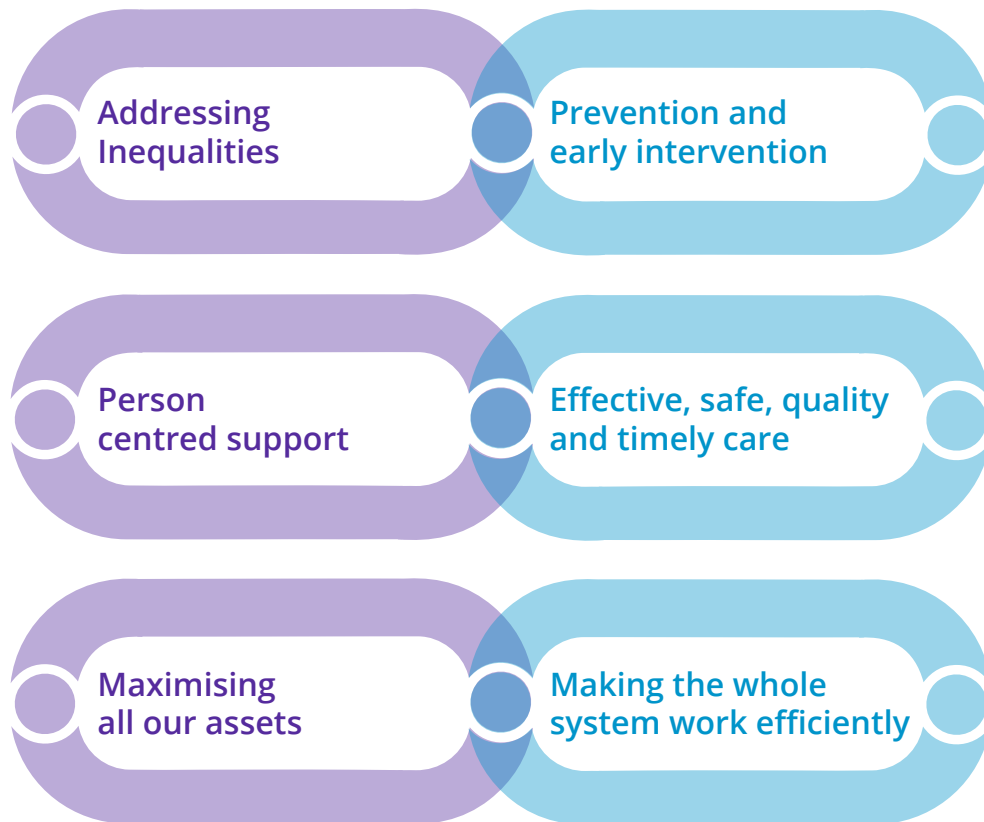 Addressing
Inequalities
Prevention and
early intervention
Person
centred support
Effective, safe, quality
and timely care
Maximising
all our assets
Making the whole
system work efficiently